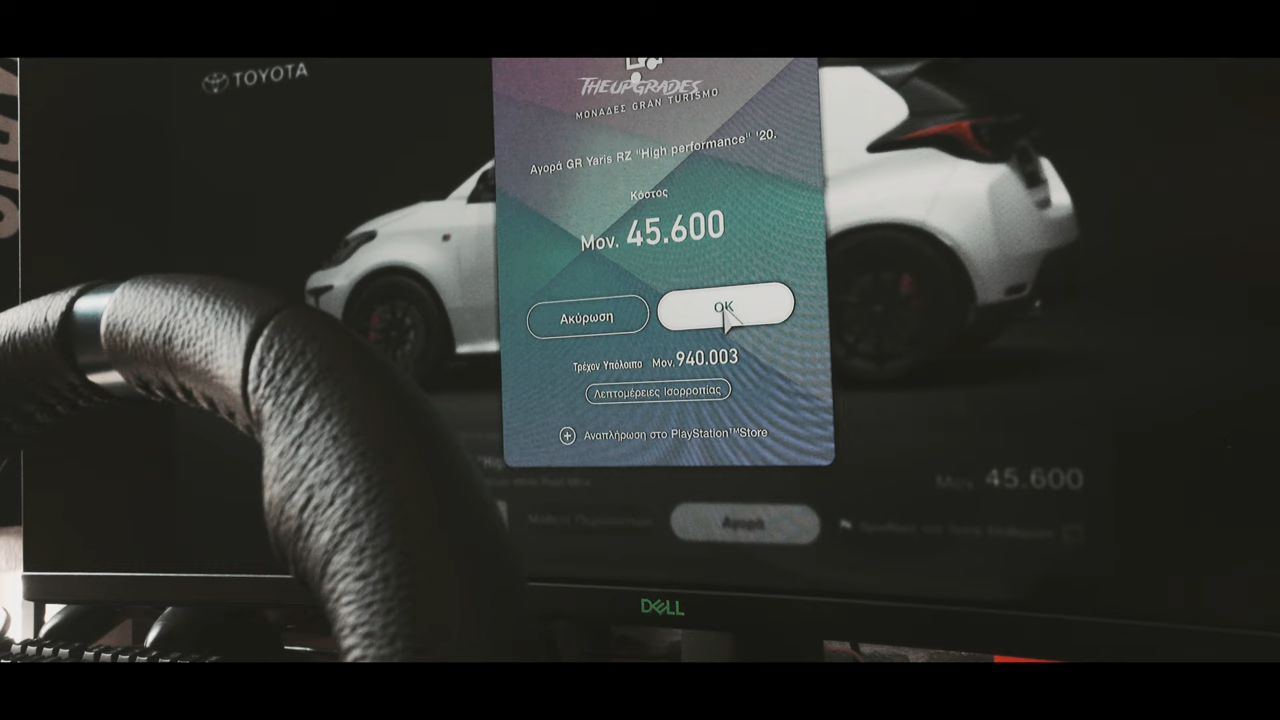 TOYOTA
THEUPGRADES
ΜΟΝΑΔΕΣ GRAN TURISMO
Αγορά GR Yaris RZ "High performance" '20.
Κόστος
Μον. 45.600
Ακύρωση
OK
Τρέχον Υπόλοιπο Μον. 940.003
Λεπτομέρειες Ισορροπίας
Αναπλήρωση στο PlayStation™Store
Μον. 45.600
Αγορά
DELL